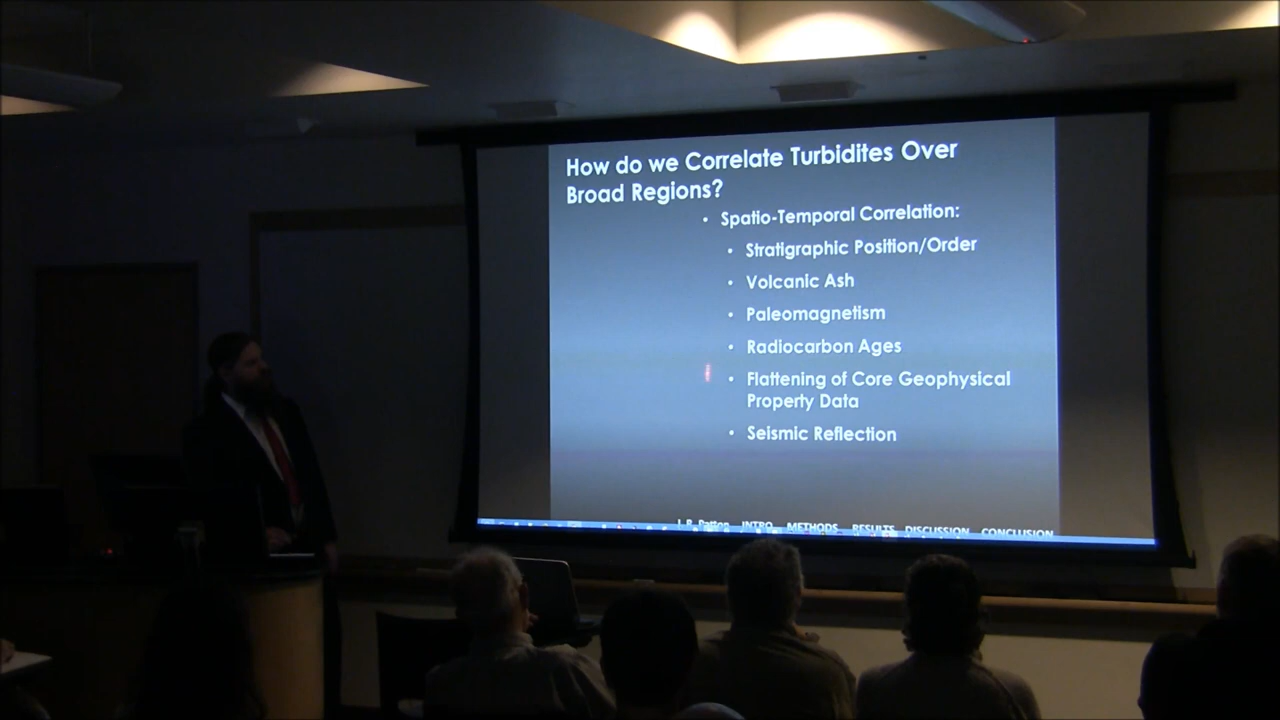 How do we Correlate Turbidites Over
Broad Regions?
• Spatio-Temporal Correlation:
• Stratigraphic Position/Order
• Volcanic Ash
• Paleomagnetism
• Radiocarbon Ages
• Flattening of Core Geophysical
Property Data
• Seismic Reflection
J. R. Patton INTRO METHODS RESULTS DISCUSSION CONCLUSION